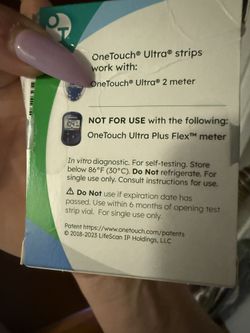 OneTouch® Ultra® strips
work with:
OneTouch® Ultra® 2 meter
NOT FOR USE with the following:
OneTouch Ultra Plus Flex™ meter
In vitro diagnostic. For self-testing. Store
below 86°F (30°C). Do Not refrigerate. For
single use only. Consult instructions for use.
⚠ Do Not use if expiration date has
passed. Use within 6 months of opening test
strip vial. For single use only.
Patent https://www.onetouch.com/patents
© 2018-2023 LifeScan IP Holdings, LLC